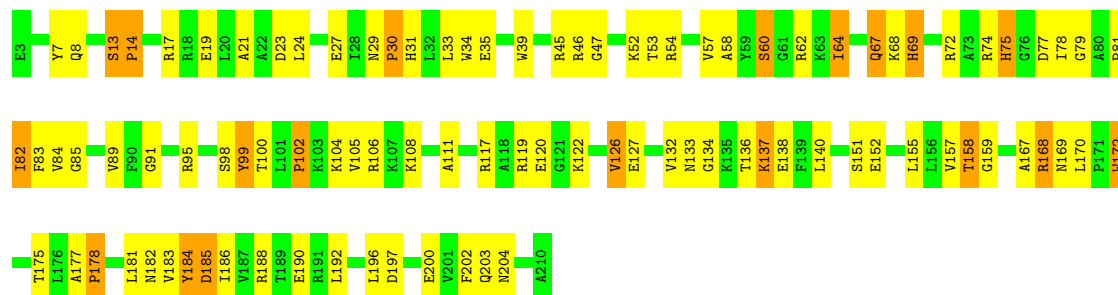 E3 Y7 Q8 S13 P14 R17 R18 E19 L20 A21 A22 D23 L24 E27 I28 N29 P30 H31 L32 L33 W34 E35 W39 R45 R46 G47 K52 T53 R54 V57 A58 Y59 S60 G61 R62 K63 I64 Q67 K68 H69 R72 A73 R74 H75 G76 D77 I78 G79 A80
I82 F83 V84 G85 V89 F90 G91 R95 S98 Y99 T100 L101 P102 K103 K104 V105 R106 K107 K108 A111 R117 A118 R119 E120 G121 K122 V126 E127 V132 N133 G134 K135 T136 K137 E138 F139 L140 S151 E152 L155 L156 V157 T158 G159 A167 R168 N169 L170 P171
T175 L176 A177 P178 L181 N182 V183 Y184 D185 I186 V187 R188 T189 E190 R191 L192 L196 D197 E200 V201 F202 Q203 N204 A210